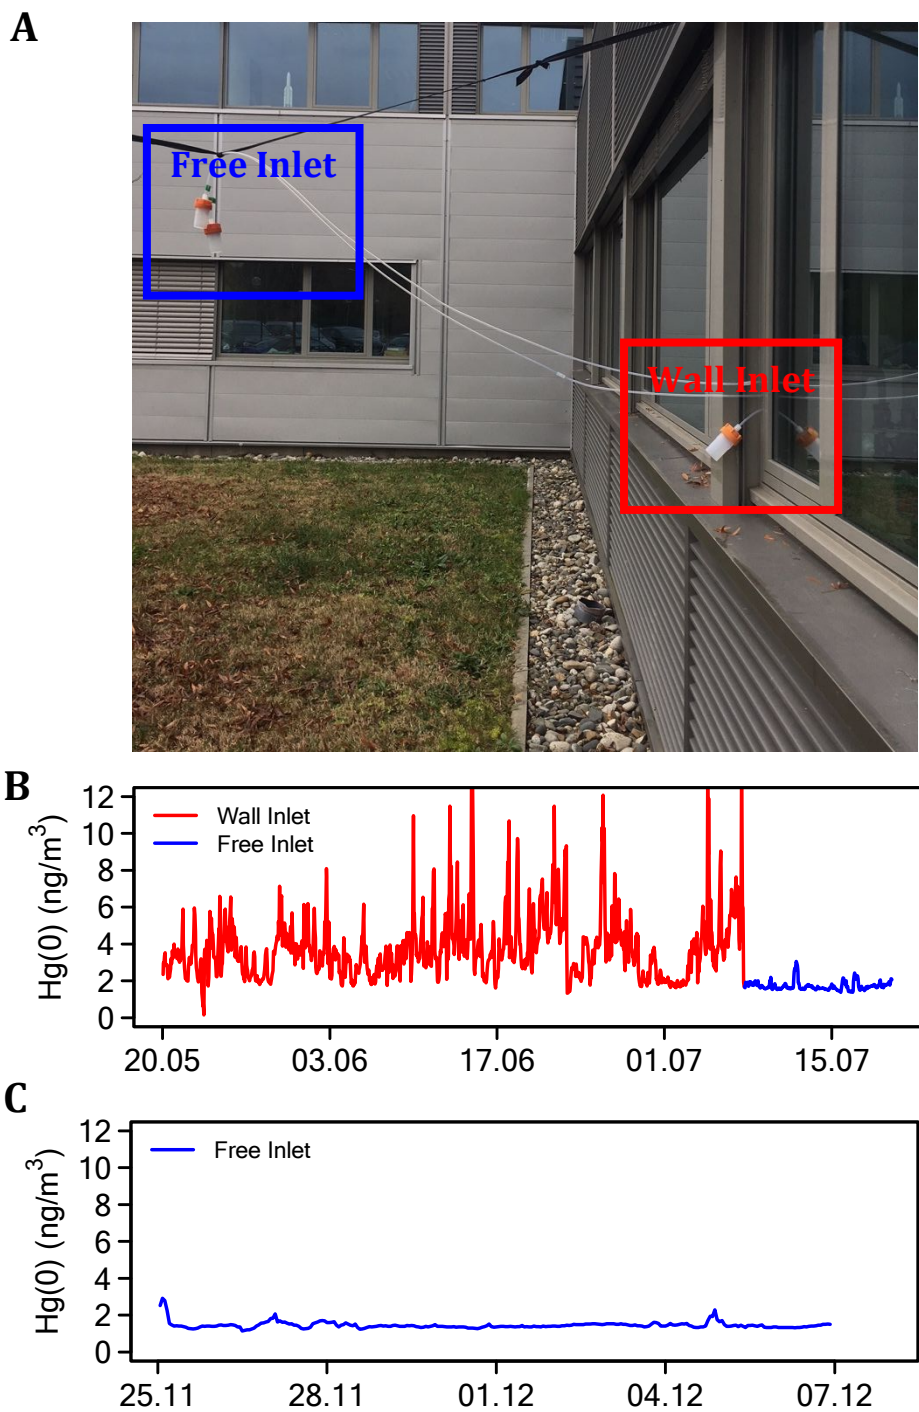 A
Free Inlet
Wall Inlet
B
Hg(0) (ng/m³)
12
10
8
6
4
2
0
Wall Inlet
Free Inlet
20.05 03.06 17.06 01.07 15.07
C
Hg(0) (ng/m³)
12
10
8
6
4
2
0
Free Inlet
25.11 28.11 01.12 04.12 07.12